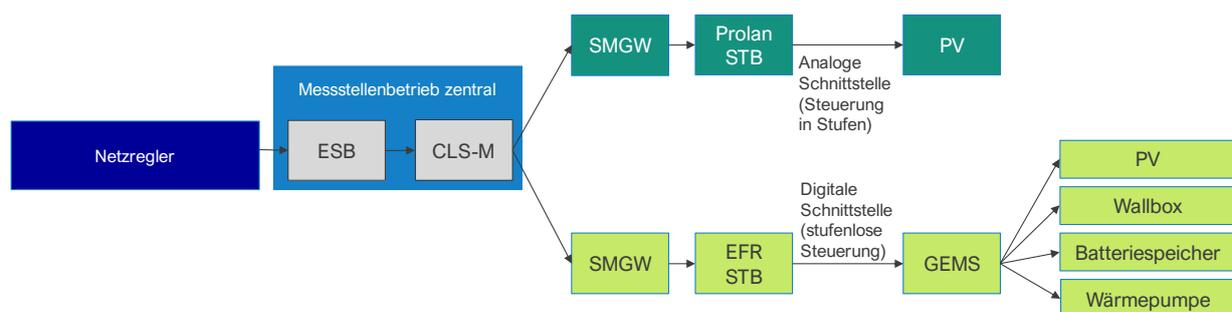 Netzregler
Messstellenbetrieb zentral
ESB
CLS-M
SMGW
Prolan
STB
Analoge
Schnittstelle
(Steuerung
in Stufen)
PV
SMGW
EFR
STB
Digitale
Schnittstelle
(stufenlose
Steuerung)
GEMS
PV
Wallbox
Batteriespeicher
Wärmepumpe